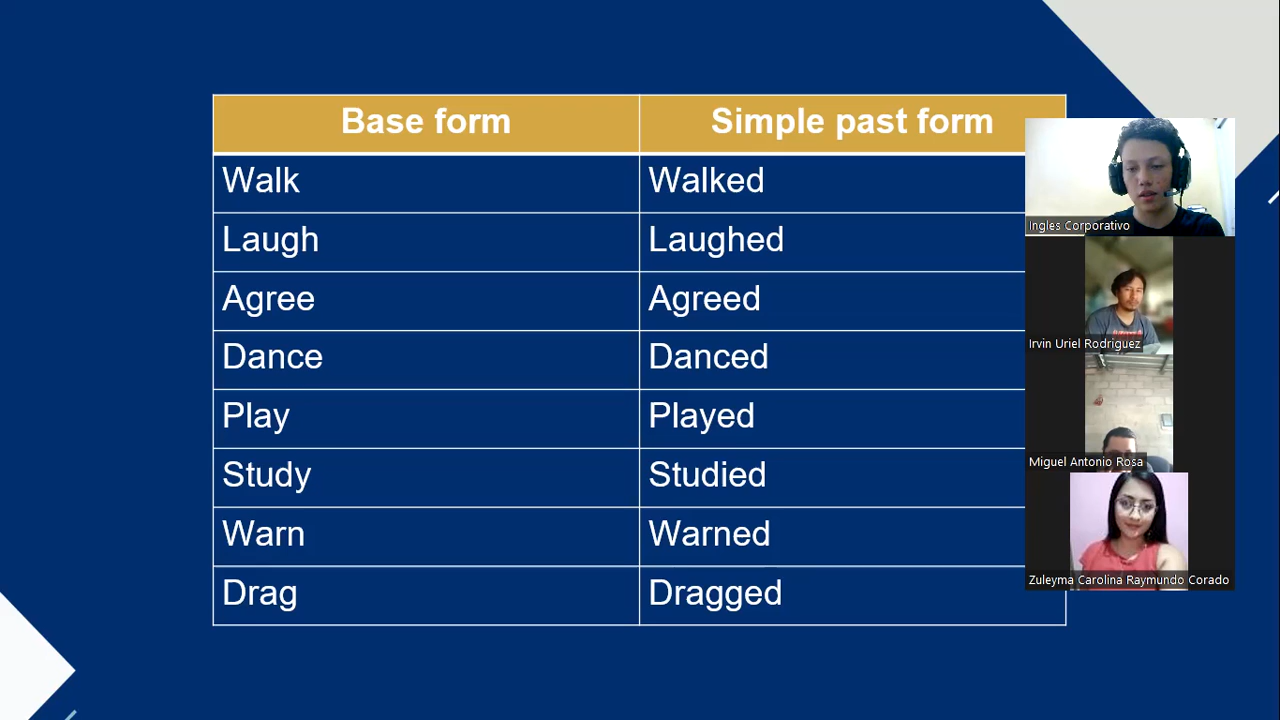 Base form Simple past form
Walk Walked
Laugh Laughed
Agree Agreed
Dance Danced
Play Played
Study Studied
Warn Warned
Drag Dragged
Ingles Corporativo
Irvin Uriel Rodriguez
Miguel Antonio Rosa
Zuleyma Carolina Raymundo Corado